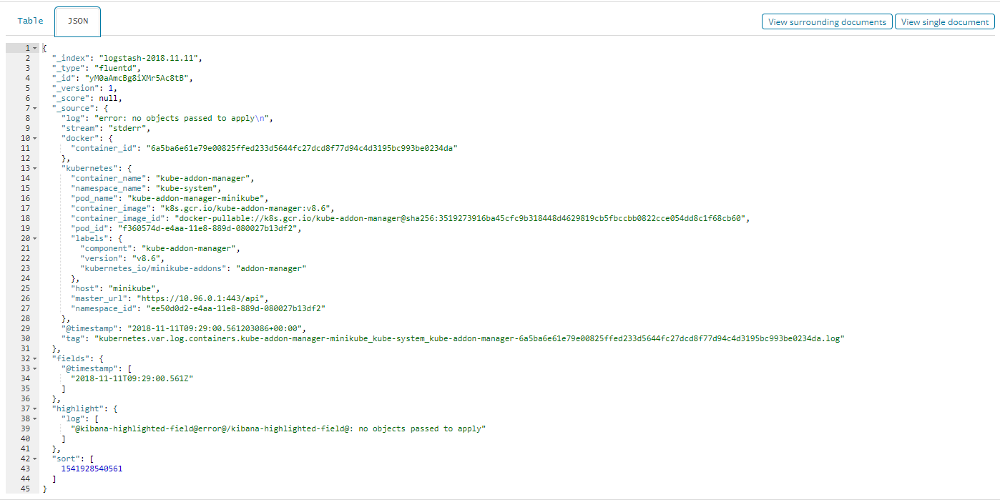 Table JSON View surrounding documents View single document
1 {
2 "_index": "logstash-2018.11.11",
3 "_type": "fluentd",
4 "_id": "yM0aAmcBg8iXMr5Ac8tB",
5 "_version": 1,
6 "_score": null,
7 "_source": {
8 "log": "error: no objects passed to apply\n",
9 "stream": "stderr",
10 "docker": {
11 "container_id": "6a5ba6e61e79e00825ffed233d5644fc27dcd8f77d94c4d3195bc993be0234da"
12 },
13 "kubernetes": {
14 "container_name": "kube-addon-manager",
15 "namespace_name": "kube-system",
16 "pod_name": "kube-addon-manager-minikube",
17 "container_image": "k8s.gcr.io/kube-addon-manager:v8.6",
18 "container_image_id": "docker-pullable://k8s.gcr.io/kube-addon-manager@sha256:3519273916ba45cfc9b318448d4629819cb5fbccbb0822cce054dd8c1f68cb60",
19 "pod_id": "f360574d-e4aa-11e8-889d-080027b13df2",
20 "labels": {
21 "component": "kube-addon-manager",
22 "version": "v8.6",
23 "kubernetes_io/minikube-addons": "addon-manager"
24 },
25 "host": "minikube",
26 "master_url": "https://10.96.0.1:443/api",
27 "namespace_id": "ee50d0d2-e4aa-11e8-889d-080027b13df2"
28 },
29 "@timestamp": "2018-11-11T09:29:00.561203086+00:00",
30 "tag": "kubernetes.var.log.containers.kube-addon-manager-minikube_kube-system_kube-addon-manager-6a5ba6e61e79e00825ffed233d5644fc27dcd8f77d94c4d3195bc993be0234da.log"
31 },
32 "fields": {
33 "@timestamp": [
34 "2018-11-11T09:29:00.561Z"
35 ]
36 },
37 "highlight": {
38 "log": [
39 "@kibana-highlighted-field@error@/kibana-highlighted-field@: no objects passed to apply"
40 ]
41 },
42 "sort": [
43 1541928540561
44 ]
45 }